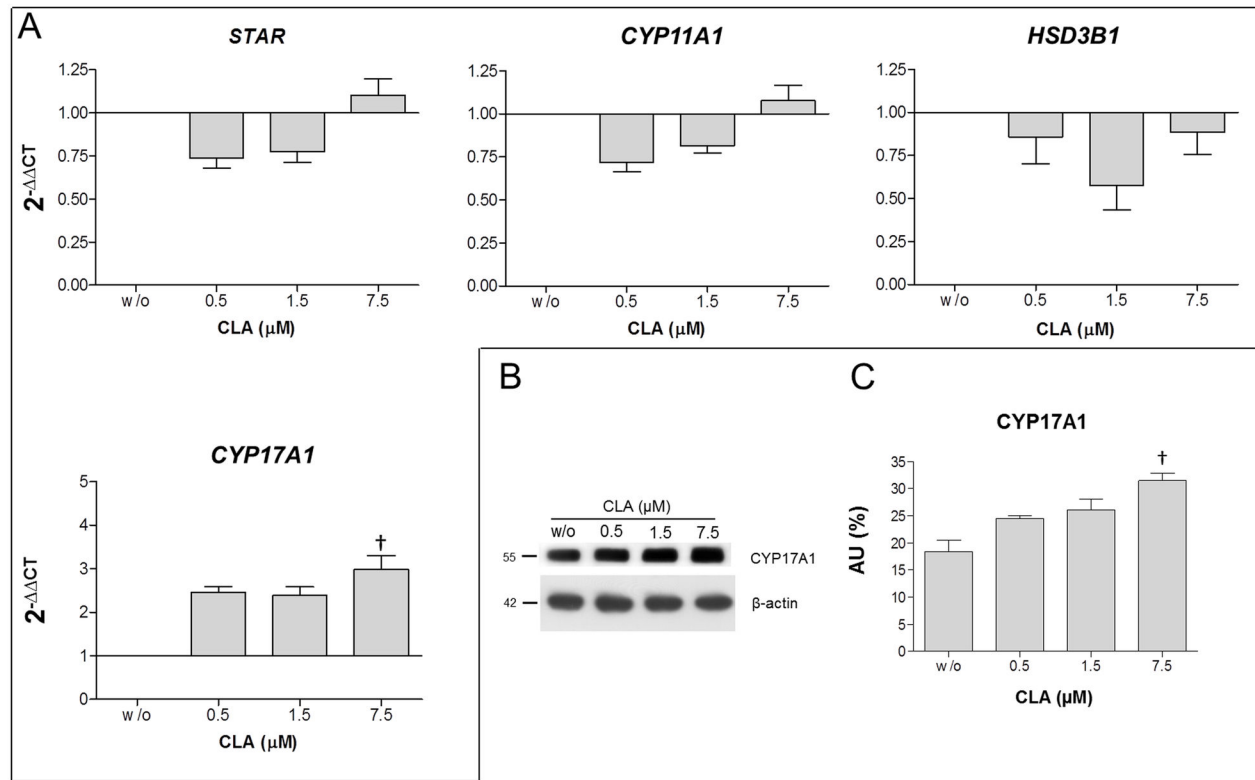 A
STAR
2-ΔΔCT
1.25
1.00
0.75
0.50
0.25
0.00
w/o 0.5 1.5 7.5
CLA (μM)
CYP11A1
1.25
1.00
0.75
0.50
0.25
0.00
w/o 0.5 1.5 7.5
CLA (μM)
HSD3B1
1.25
1.00
0.75
0.50
0.25
0.00
w/o 0.5 1.5 7.5
CLA (μM)
CYP17A1
2-ΔΔCT
5
4
3
2
1
0
†
w/o 0.5 1.5 7.5
CLA (μM)
B
CLA (μM)
w/o 0.5 1.5 7.5
55 CYP17A1
42 β-actin
C
CYP17A1
AU (%)
35
30
25
20
15
10
5
0
†
w/o 0.5 1.5 7.5
CLA (μM)